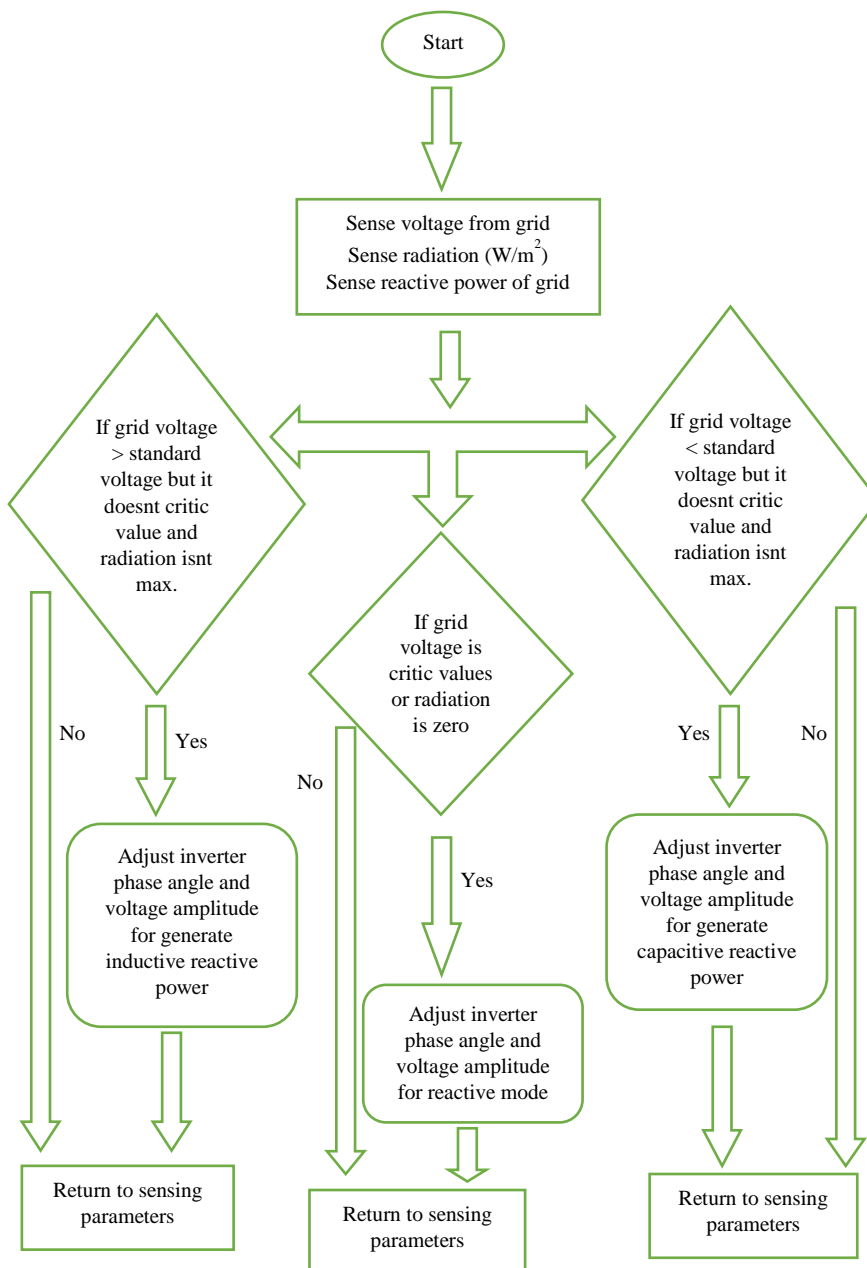 Start
Sense voltage from grid
Sense radiation (W/m²)
Sense reactive power of grid
If grid voltage
> standard
voltage but it
doesnt critic
value and
radiation isnt
max.
If grid voltage
< standard
voltage but it
doesnt critic
value and
radiation isnt
max.
If grid
voltage is
critic values
or radiation
is zero
No
Yes
No
Yes
Yes
No
Adjust inverter
phase angle and
voltage amplitude
for generate
inductive reactive
power
Adjust inverter
phase angle and
voltage amplitude
for reactive mode
Adjust inverter
phase angle and
voltage amplitude
for generate
capacitive reactive
power
Return to sensing
parameters
Return to sensing
parameters
Return to sensing
parameters